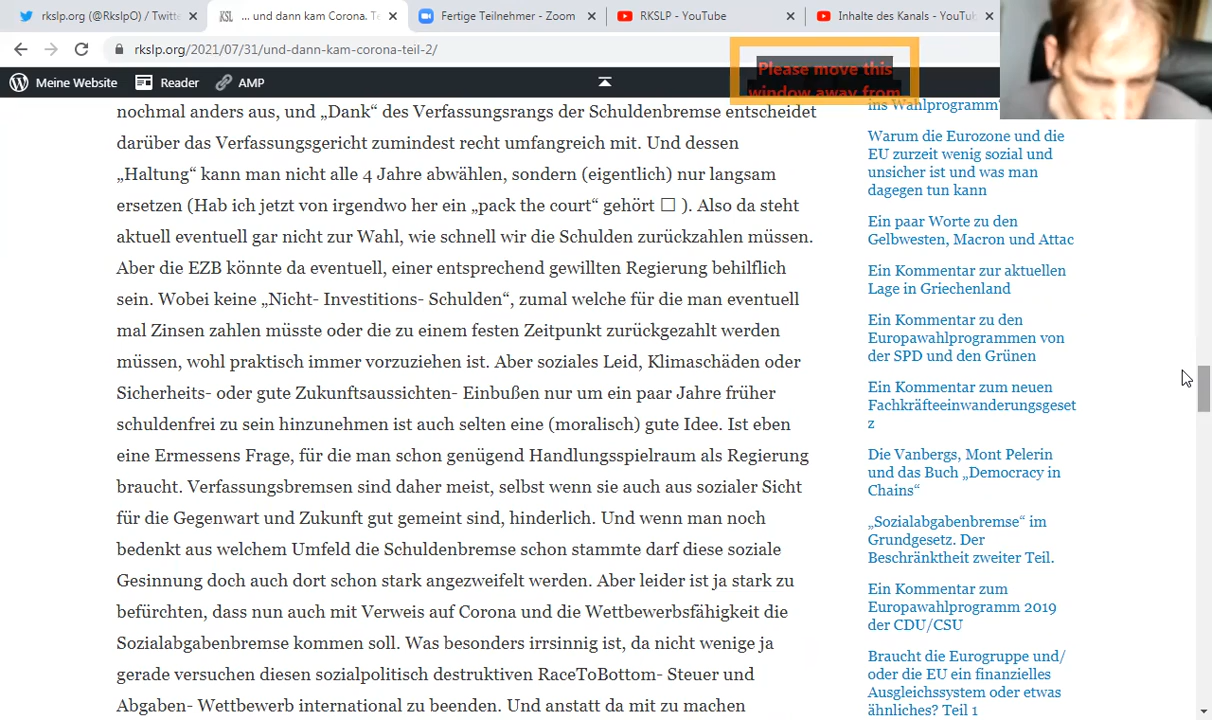 rkslp.org (@RkslpO) / Twitte
... und dann kam Corona. Te
Fertige Teilnehmer - Zoom
RKSLP - YouTube
Inhalte des Kanals - YouTu
rkslp.org/2021/07/31/und-dann-kam-corona-teil-2/
Meine Website
Reader
AMP
Please move this
window away from
nochmal anders aus, und „Dank“ des Verfassungsrangs der Schuldenbremse entscheidet
darüber das Verfassungsgericht zumindest recht umfangreich mit. Und dessen
„Haltung“ kann man nicht alle 4 Jahre abwählen, sondern (eigentlich) nur langsam
ersetzen (Hab ich jetzt von irgendwo her ein „pack the court“ gehört ☐ ). Also da steht
aktuell eventuell gar nicht zur Wahl, wie schnell wir die Schulden zurückzahlen müssen.
Aber die EZB könnte da eventuell, einer entsprechend gewillten Regierung behilflich
sein. Wobei keine „Nicht- Investitions- Schulden“, zumal welche für die man eventuell
mal Zinsen zahlen müsste oder die zu einem festen Zeitpunkt zurückgezahlt werden
müssen, wohl praktisch immer vorzuziehen ist. Aber soziales Leid, Klimaschäden oder
Sicherheits- oder gute Zukunftsaussichten- Einbußen nur um ein paar Jahre früher
schuldenfrei zu sein hinzunehmen ist auch selten eine (moralisch) gute Idee. Ist eben
eine Ermessens Frage, für die man schon genügend Handlungsspielraum als Regierung
braucht. Verfassungsbremsen sind daher meist, selbst wenn sie auch aus sozialer Sicht
für die Gegenwart und Zukunft gut gemeint sind, hinderlich. Und wenn man noch
bedenkt aus welchem Umfeld die Schuldenbremse schon stammte darf diese soziale
Gesinnung doch auch dort schon stark angezweifelt werden. Aber leider ist ja stark zu
befürchten, dass nun auch mit Verweis auf Corona und die Wettbewerbsfähigkeit die
Sozialabgabenbremse kommen soll. Was besonders irrsinnig ist, da nicht wenige ja
gerade versuchen diesen sozialpolitisch destruktiven RaceToBottom- Steuer und
Abgaben- Wettbewerb international zu beenden. Und anstatt da mit zu machen
ins Wahlprogramm
Warum die Eurozone und die
EU zurzeit wenig sozial und
unsicher ist und was man
dagegen tun kann
Ein paar Worte zu den
Gelbwesten, Macron und Attac
Ein Kommentar zur aktuellen
Lage in Griechenland
Ein Kommentar zu den
Europawahlprogrammen von
der SPD und den Grünen
Ein Kommentar zum neuen
Fachkräfteeinwanderungsgeset
z
Die Vanbergs, Mont Pelerin
und das Buch „Democracy in
Chains“
„Sozialabgabenbremse“ im
Grundgesetz. Der
Beschränktheit zweiter Teil.
Ein Kommentar zum
Europawahlprogramm 2019
der CDU/CSU
Braucht die Eurogruppe und/
oder die EU ein finanzielles
Ausgleichssystem oder etwas
ähnliches? Teil 1